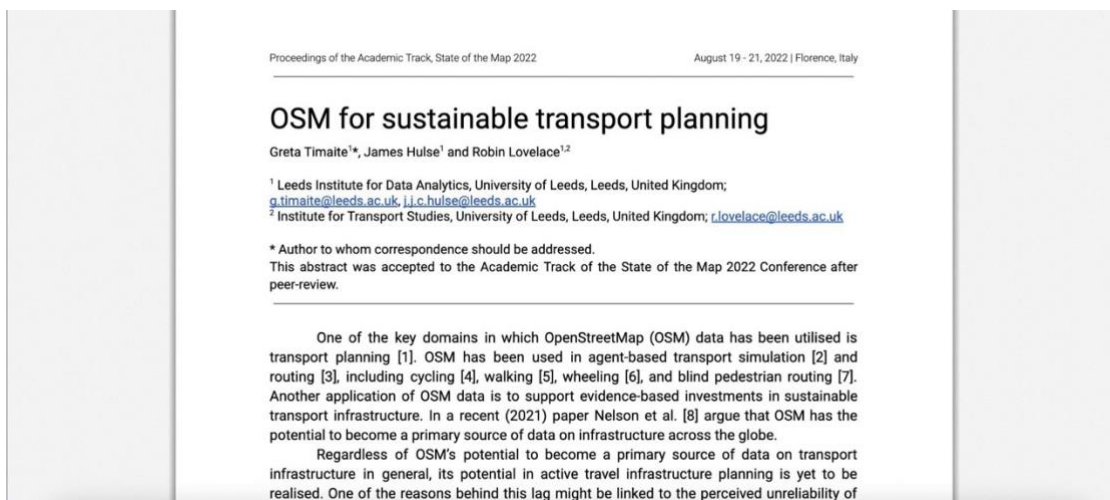 Proceedings of the Academic Track, State of the Map 2022 August 19 - 21, 2022 | Florence, Italy
OSM for sustainable transport planning
Greta Timaite¹*, James Hulse¹ and Robin Lovelace¹,²
¹ Leeds Institute for Data Analytics, University of Leeds, Leeds, United Kingdom;
g.timaite@leeds.ac.uk, j.j.c.hulse@leeds.ac.uk
² Institute for Transport Studies, University of Leeds, Leeds, United Kingdom; r.lovelace@leeds.ac.uk
* Author to whom correspondence should be addressed.
This abstract was accepted to the Academic Track of the State of the Map 2022 Conference after
peer-review.
One of the key domains in which OpenStreetMap (OSM) data has been utilised is
transport planning [1]. OSM has been used in agent-based transport simulation [2] and
routing [3], including cycling [4], walking [5], wheeling [6], and blind pedestrian routing [7].
Another application of OSM data is to support evidence-based investments in sustainable
transport infrastructure. In a recent (2021) paper Nelson et al. [8] argue that OSM has the
potential to become a primary source of data on infrastructure across the globe.
Regardless of OSM's potential to become a primary source of data on transport
infrastructure in general, its potential in active travel infrastructure planning is yet to be
realised. One of the reasons behind this lag might be linked to the perceived unreliability of